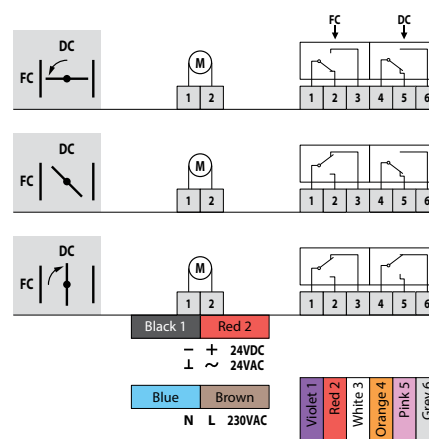 FC DC
DC
FC
M
1 2
1 2 3 4 5 6
DC
FC
M
1 2
1 2 3 4 5 6
DC
FC
M
1 2
1 2 3 4 5 6
Black 1 Red 2
− + 24VDC
⊥ ~ 24VAC
Blue Brown
N L 230VAC
Violet 1
Red 2
White 3
Orange 4
Pink 5
Grey 6